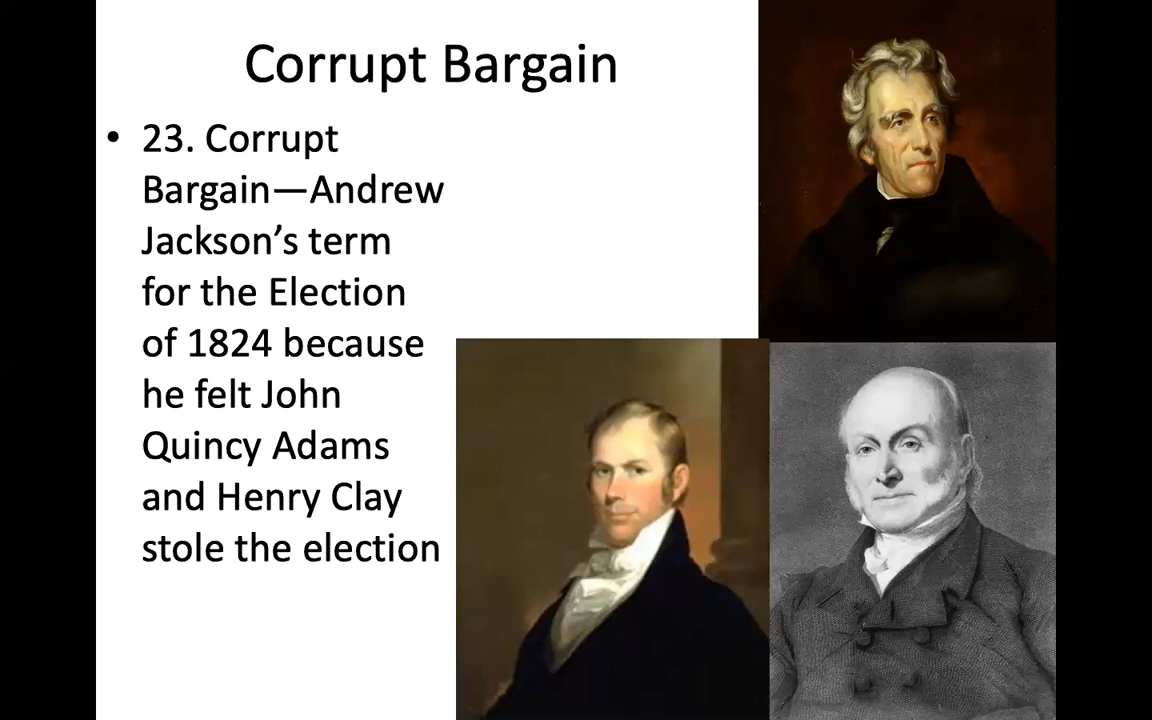 Corrupt Bargain
• 23. Corrupt
Bargain—Andrew
Jackson’s term
for the Election
of 1824 because
he felt John
Quincy Adams
and Henry Clay
stole the election